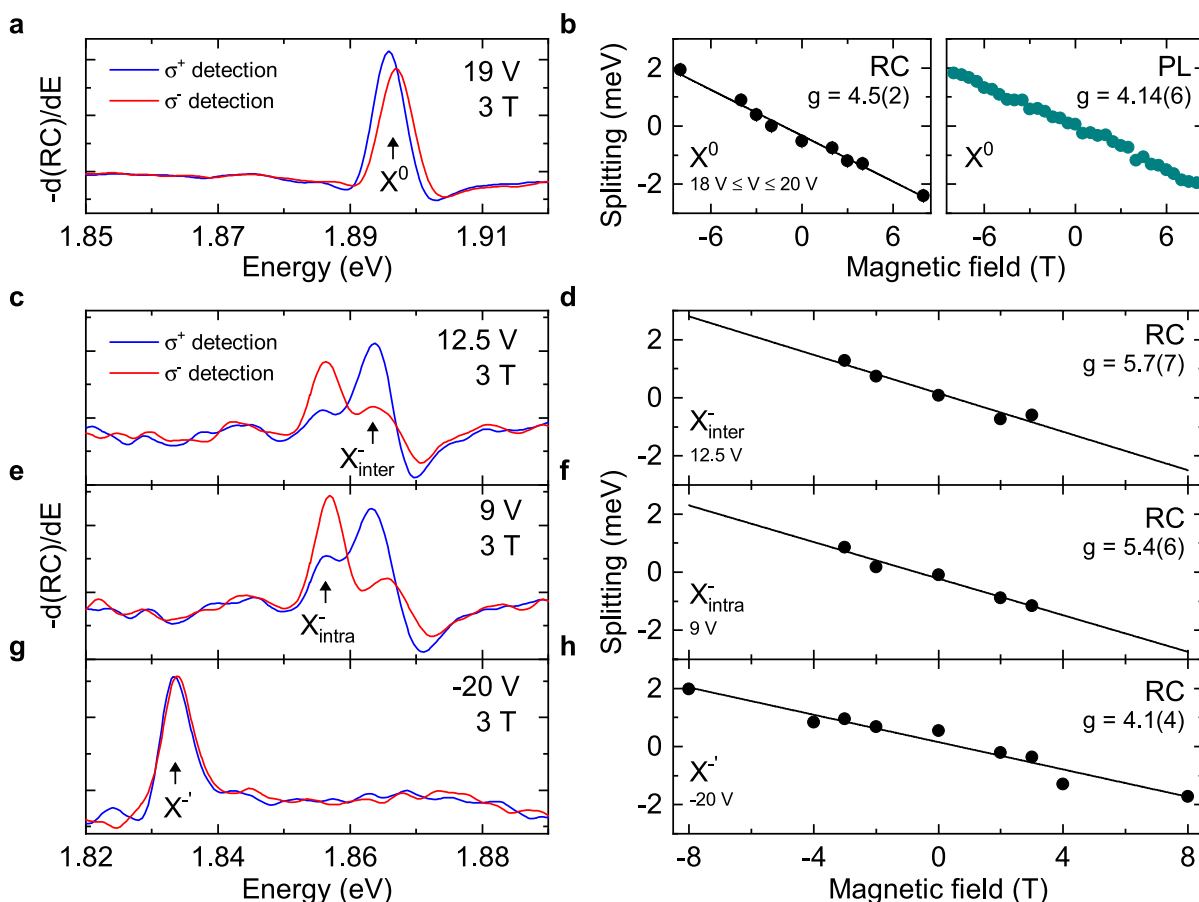 a
-d(RC)/dE
σ+ detection
σ- detection
19 V
3 T
X0
1.85 1.87 1.89 1.91
Energy (eV)
b
Splitting (meV)
2
0
-2
RC
g = 4.5(2)
X0
18 V ≤ V ≤ 20 V
-6 0 6
PL
g = 4.14(6)
X0
-6 0 6
Magnetic field (T)
c
σ+ detection
σ- detection
12.5 V
3 T
X-inter
d
2
0
-2
RC
g = 5.7(7)
X-inter
12.5 V
e
-d(RC)/dE
9 V
3 T
X-intra
f
Splitting (meV)
2
0
-2
RC
g = 5.4(6)
X-intra
9 V
g
-20 V
3 T
X-'
1.82 1.84 1.86 1.88
Energy (eV)
h
2
0
-2
RC
g = 4.1(4)
X-'
-20 V
-8 -4 0 4 8
Magnetic field (T)